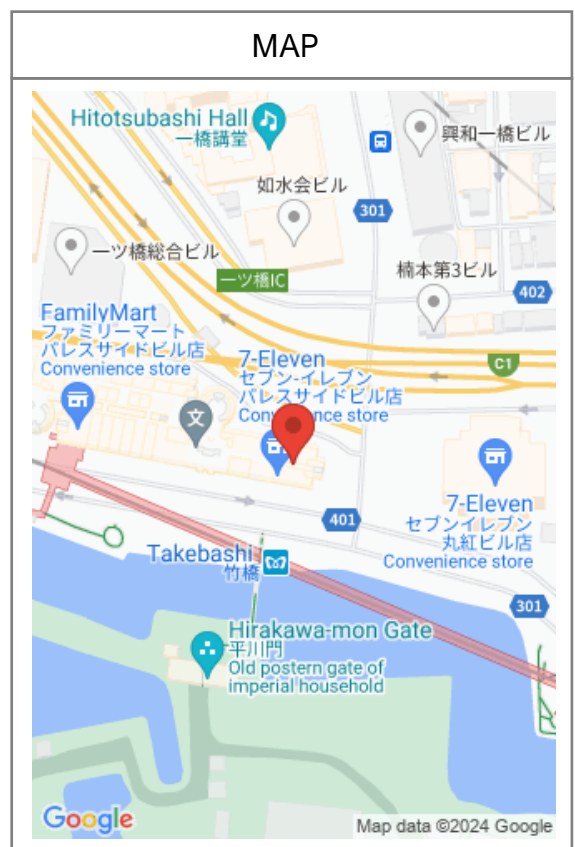 MAP
Hitotsubashi Hall
一橋講堂
興和一橋ビル
如水会ビル
301
一ツ橋総合ビル
楠本第3ビル
一ツ橋IC
402
FamilyMart
ファミリーマート
パレスサイドビル店
Convenience store
7-Eleven
セブン-イレブン
パレスサイドビル店
Convenience store
C1
文
7-Eleven
セブンイレブン
丸紅ビル店
Convenience store
401
Takebashi
竹橋
301
Hirakawa-mon Gate
平川門
Old postern gate of
imperial household
Google
Map data ©2024 Google